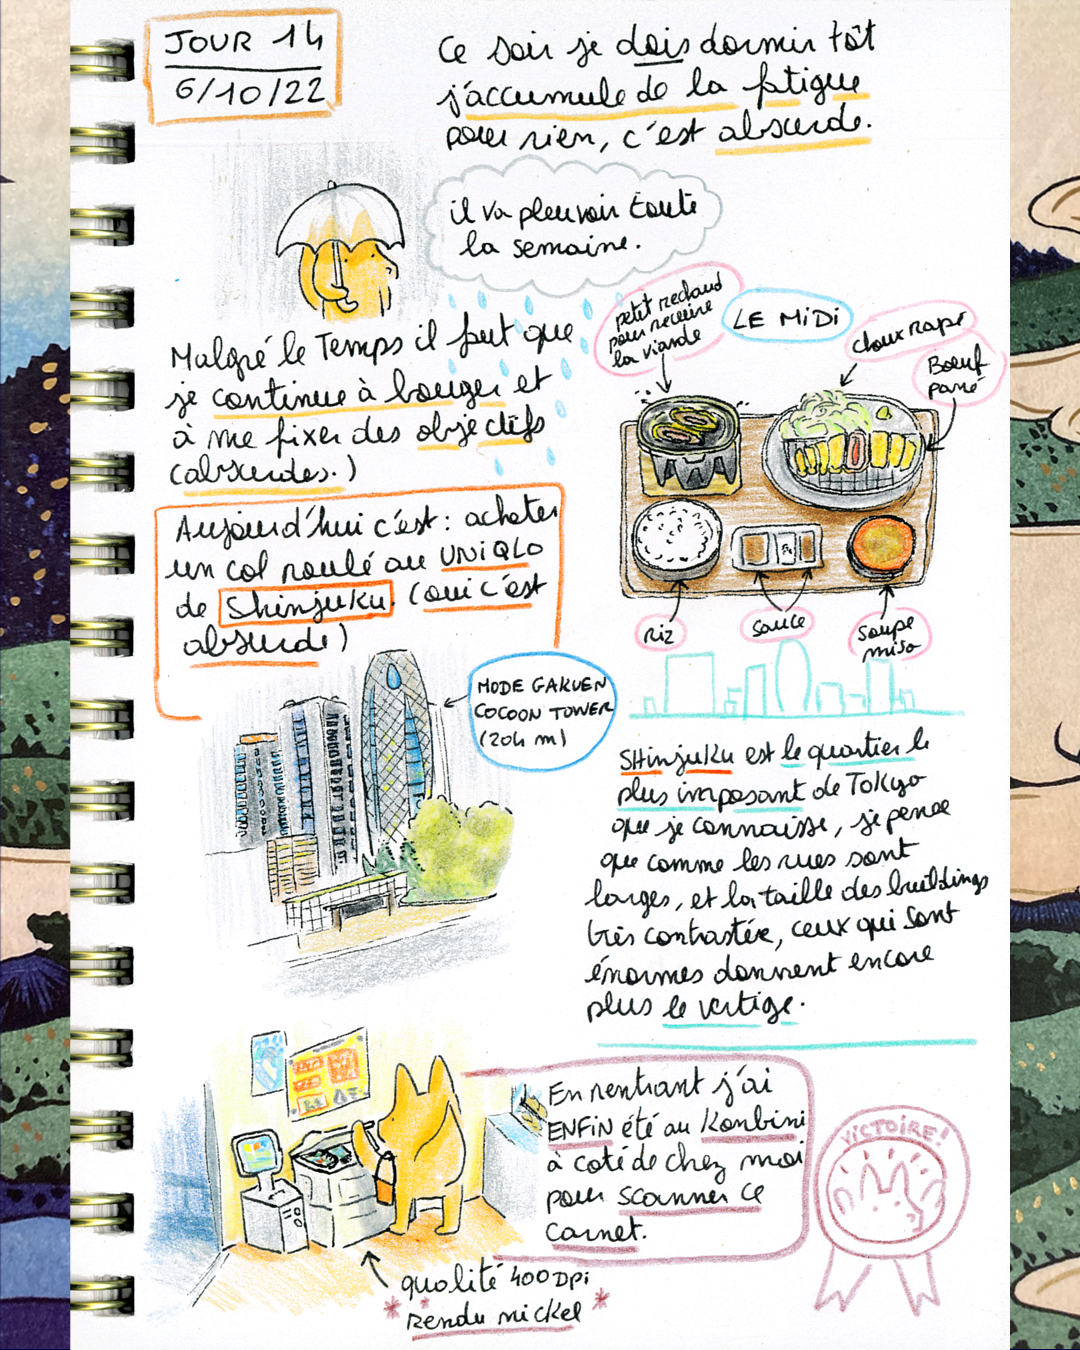 JOUR 14
6/10/22
Ce soir je dois dormir tôt
j'accumule de la fatigue
pour rien, c'est absurde.
il va pleuvoir toute
la semaine.
Malgré le Temps il faut que
je continue à bouger et
à me fixer des objectifs
(absurdes.)
Aujourd'hui c'est : acheter
un col roulé au UNIQLO
de Shinjuku. (oui c'est
absurde)
petit rechaud
pour recuire
la viande
LE MIDI
choux rapé
Boeuf
pané
riz
sauce
soupe
miso
MODE GAKUEN
COCOON TOWER
(204 m)
SHinjuku est le quartier le
plus imposant de Tokyo
que je connaisse, je pense
que comme les rues sont
larges, et la taille des buildings
très contrastée, ceux qui sont
énormes donnent encore
plus le vertige.
En rentrant j'ai
ENFiN été au Konbini
à coté de chez moi
pour scanner ce
carnet.
VICTOIRE!
qualité 400 DPi
* Rendu nickel *